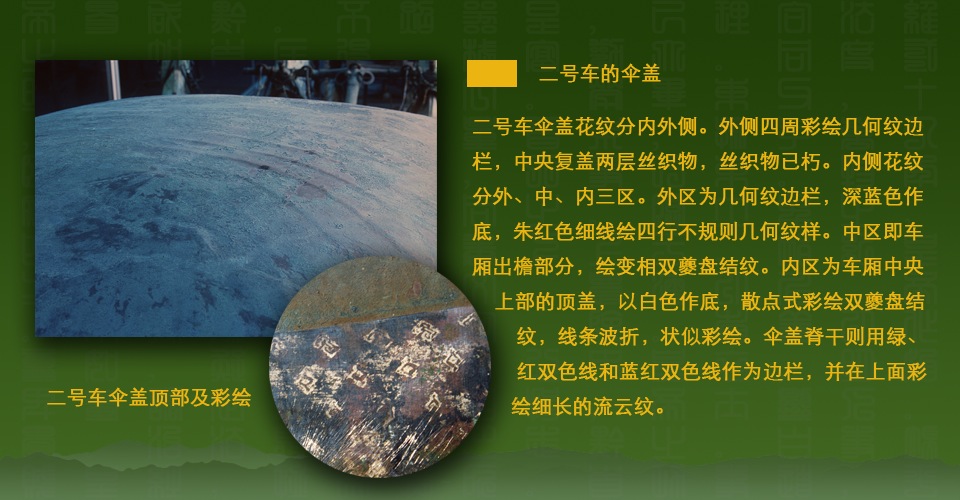 二号车的伞盖
二号车伞盖花纹分内外侧。外侧四周彩绘几何纹边
栏，中央复盖两层丝织物，丝织物已朽。内侧花纹
分外、中、内三区。外区为几何纹边栏，深蓝色作
底，朱红色细线绘四行不规则几何纹样。中区即车
厢出檐部分，绘变相双夔盘结纹。内区为车厢中央
上部的顶盖，以白色作底，散点式彩绘双夔盘结
纹，线条波折，状似彩绘。伞盖脊干则用绿、
红双色线和蓝红双色线作为边栏，并在上面彩
绘细长的流云纹。
二号车伞盖顶部及彩绘